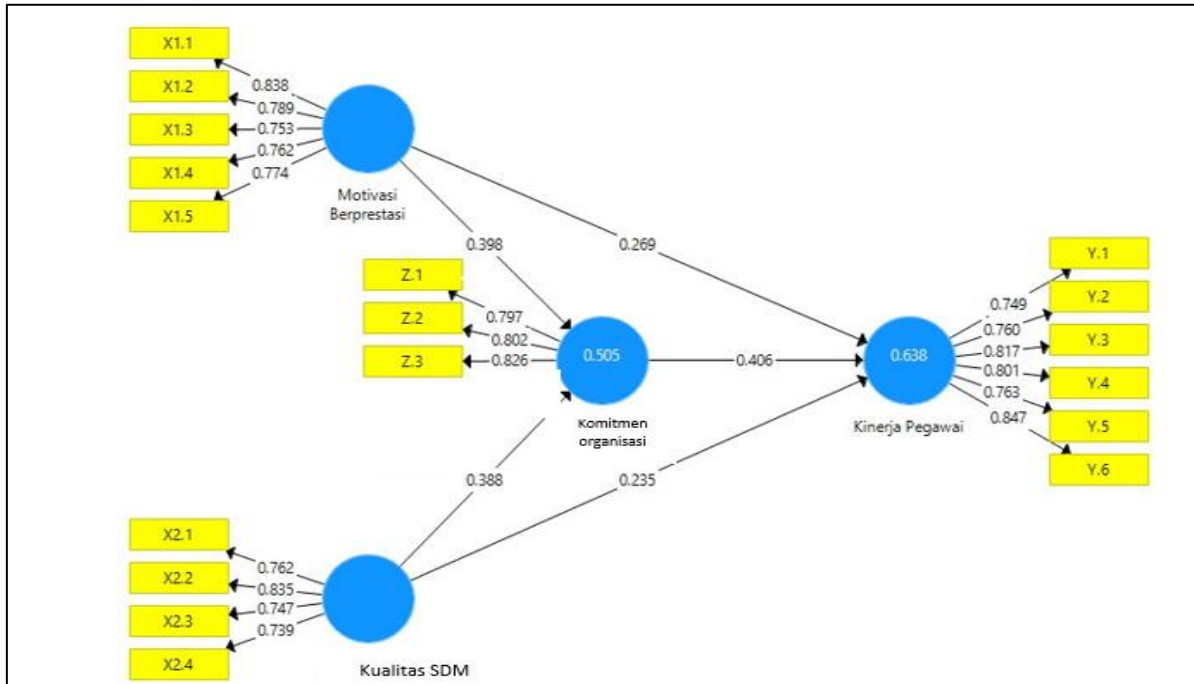 X1.1
X1.2
X1.3
X1.4
X1.5
0.838
0.789
0.753
0.762
0.774
Motivasi
Berprestasi
0.398
0.269
Z.1
Z.2
Z.3
0.797
0.802
0.826
0.505
Komitmen
organisasi
0.406
0.638
Kinerja Pegawai
0.749
0.760
0.817
0.801
0.763
0.847
Y.1
Y.2
Y.3
Y.4
Y.5
Y.6
0.388
0.235
X2.1
X2.2
X2.3
X2.4
0.762
0.835
0.747
0.739
Kualitas SDM